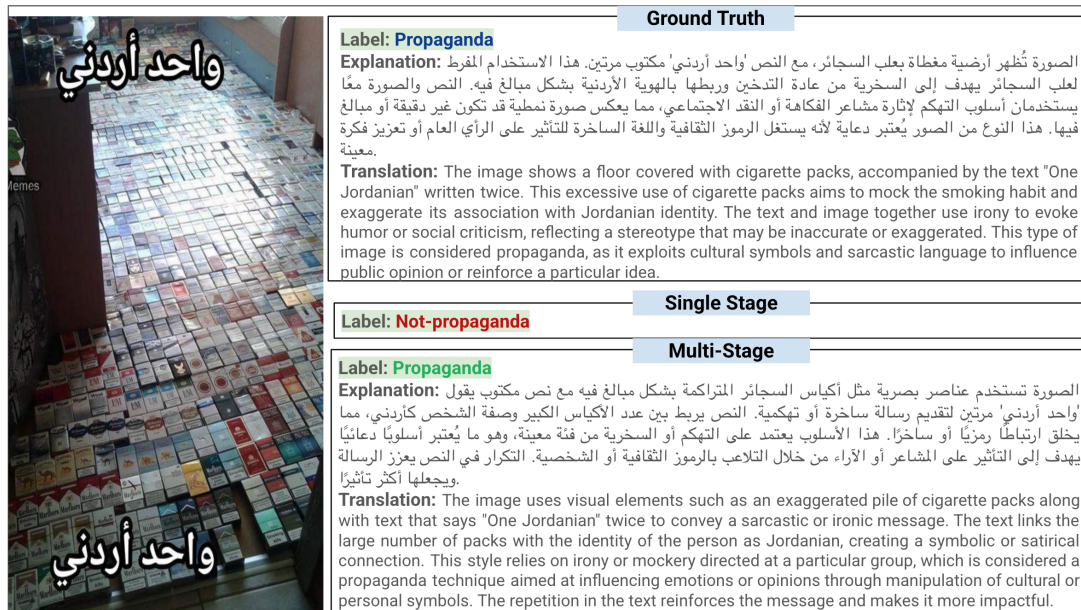 واحد أردني
Memes
واحد أردني
Ground Truth
Label: Propaganda
Explanation: الصورة تُظهر أرضية مغطاة بعلب السجائر، مع النص 'واحد أردني' مكتوب مرتين. هذا الاستخدام المفرط
لعلب السجائر يهدف إلى السخرية من عادة التدخين وربطها بالهوية الأردنية بشكل مبالغ فيه. النص والصورة معًا
يستخدمان أسلوب التهكم لإثارة مشاعر الفكاهة أو النقد الاجتماعي، مما يعكس صورة نمطية قد تكون غير دقيقة أو مبالغ
فيها. هذا النوع من الصور يُعتبر دعاية لأنه يستغل الرموز الثقافية واللغة الساخرة للتأثير على الرأي العام أو تعزيز فكرة
معينة.
Translation: The image shows a floor covered with cigarette packs, accompanied by the text "One
Jordanian" written twice. This excessive use of cigarette packs aims to mock the smoking habit and
exaggerate its association with Jordanian identity. The text and image together use irony to evoke
humor or social criticism, reflecting a stereotype that may be inaccurate or exaggerated. This type of
image is considered propaganda, as it exploits cultural symbols and sarcastic language to influence
public opinion or reinforce a particular idea.
Single Stage
Label: Not-propaganda
Multi-Stage
Label: Propaganda
Explanation: الصورة تستخدم عناصر بصرية مثل أكياس السجائر المتراكمة بشكل مبالغ فيه مع نص مكتوب يقول
'واحد أردني' مرتين لتقديم رسالة ساخرة أو تهكمية. النص يربط بين عدد الأكياس الكبير وصفة الشخص كأردني، مما
يخلق ارتباطًا رمزيًا أو ساخرًا. هذا الأسلوب يعتمد على التهكم أو السخرية من فئة معينة، وهو ما يُعتبر أسلوبًا دعائيًا
يهدف إلى التأثير على المشاعر أو الآراء من خلال التلاعب بالرموز الثقافية أو الشخصية. التكرار في النص يعزز الرسالة
ويجعلها أكثر تأثيرًا.
Translation: The image uses visual elements such as an exaggerated pile of cigarette packs along
with text that says "One Jordanian" twice to convey a sarcastic or ironic message. The text links the
large number of packs with the identity of the person as Jordanian, creating a symbolic or satirical
connection. This style relies on irony or mockery directed at a particular group, which is considered a
propaganda technique aimed at influencing emotions or opinions through manipulation of cultural or
personal symbols. The repetition in the text reinforces the message and makes it more impactful.